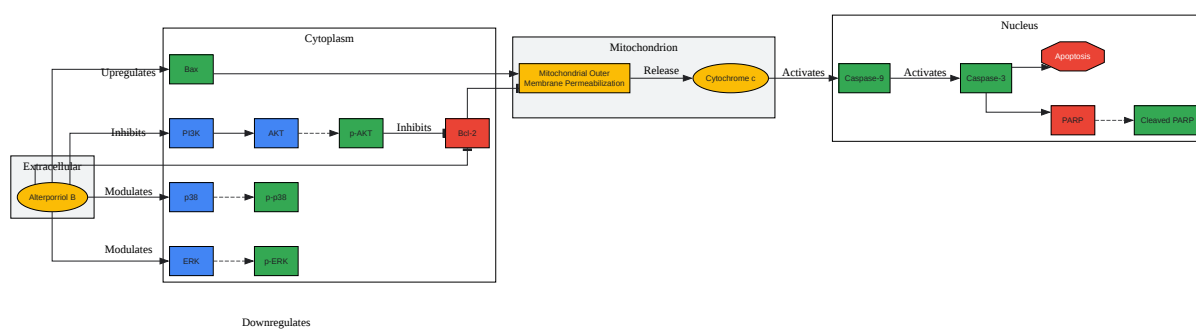 Nucleus
Cytoplasm
Mitochondrion
Upregulates
Bax
Mitochondrial Outer
Membrane Permeabilization
Release
Cytochrome c
Activates
Caspase-9
Activates
Caspase-3
Apoptosis
PARP
Cleaved PARP
Inhibits
PI3K
AKT
p-AKT
Inhibits
Bcl-2
Extracellular
Alterporriol B
Modulates
p38
p-p38
Modulates
ERK
p-ERK
Downregulates